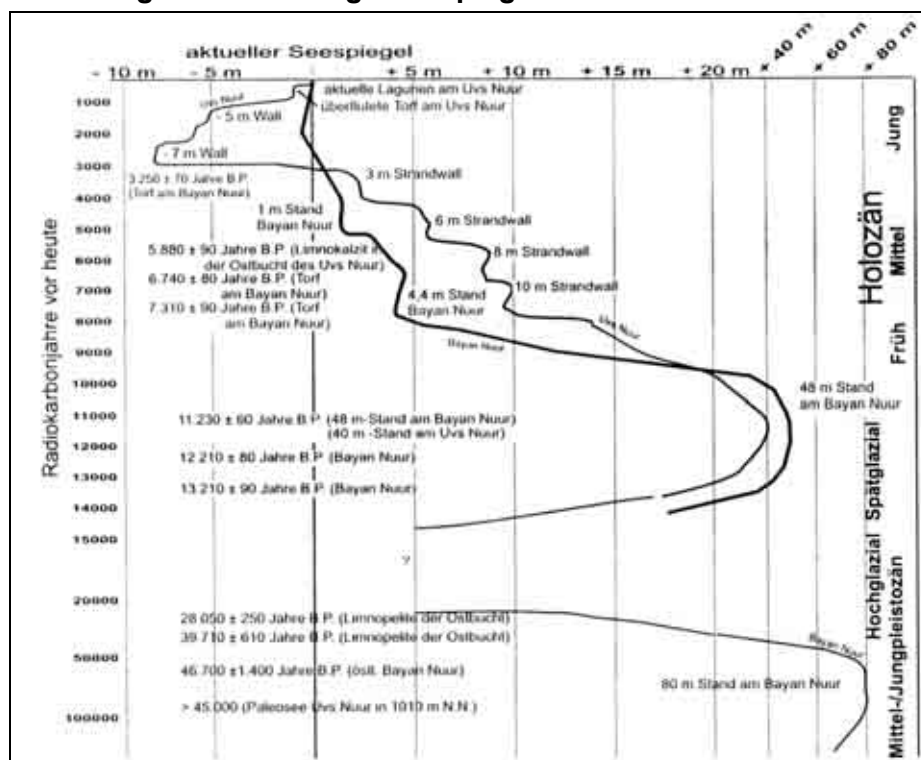 aktueller Seespiegel
- 10 m - 5 m + 5 m + 10 m + 15 m + 20 m + 40 m + 60 m + 80 m
aktuelle Lagunen am Uvs Nuur
überflutete Torf am Uvs Nuur
1000
Uvs Nuur
- 5 m Wall
2000
- 7 m Wall
3000
3 m Strandwall
3 250 ± 70 Jahre B.P.
(Torf am Bayan Nuur)
4000
1 m Stand
Bayan Nuur
6 m Strandwall
5000
5.880 ± 90 Jahre B.P. (Limnokalzit in
der Ostbucht des Uvs Nuur)
8 m Strandwall
6000
6.740 ± 80 Jahre B.P. (Torf
am Bayan Nuur)
7000
10 m Strandwall
4,4 m Stand
Bayan Nuur
7.310 ± 90 Jahre B.P. (Torf
am Bayan Nuur)
8000
Uvs Nuur
Bayan Nuur
9000
10000
48 m Stand
am Bayan Nuur
11000
11.230 ± 60 Jahre B.P. (48 m-Stand am Bayan Nuur)
(40 m -Stand am Uvs Nuur)
12000
12 210 ± 80 Jahre B.P. (Bayan Nuur)
13000
13 210 ± 90 Jahre B.P. (Bayan Nuur)
14000
15000
?
20000
28 050 ± 250 Jahre B.P. (Limnopekte der Ostbucht)
39 710 ± 610 Jahre B.P. (Limnopekte der Ostbucht)
Bayan Nuur
50000
46.700 ±1.400 Jahre B.P. (östl. Bayan Nuur)
80 m Stand am Bayan Nuur
> 45.000 (Paleosee Uvs Nuur in 1010 m N.N.)
100000
Radiokarbonjahre vor heute
Jung
Mittel
Früh
Holozän
Spätglazial
Hochglazial
Mittel-/Jungpleistozän